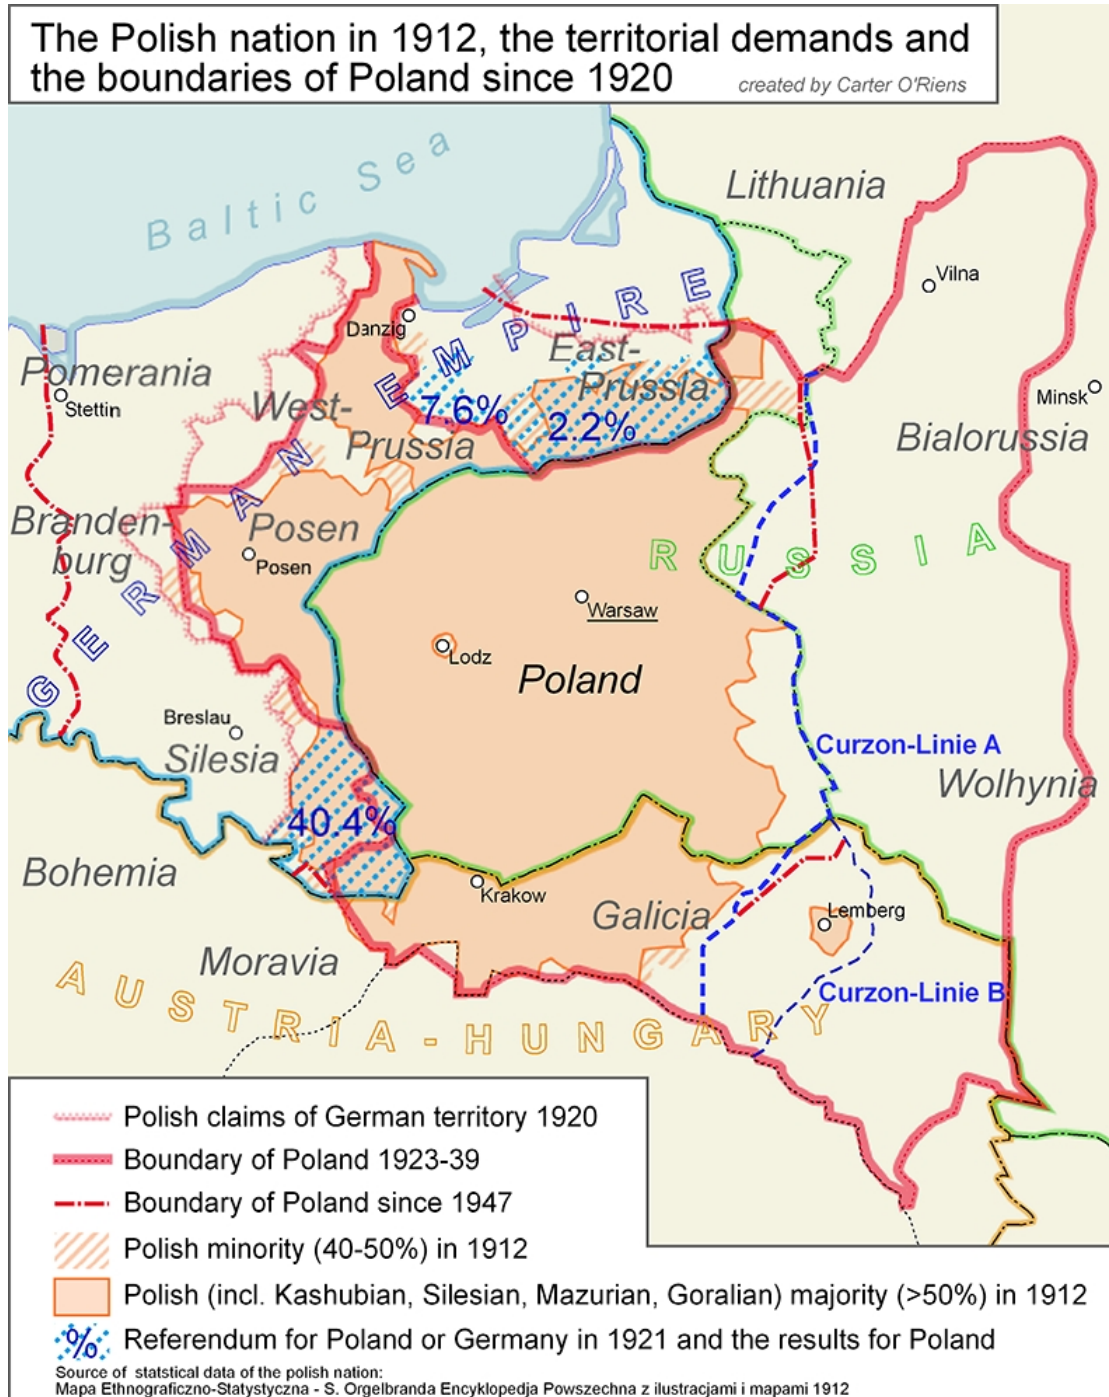 The Polish nation in 1912, the territorial demands and
the boundaries of Poland since 1920
created by Carter O'Riens
Baltic Sea
Lithuania
Vilna
Danzig
GERMAN EMPIRE
East-
Prussla
Pomerania
Stettin
West-
Prussia
7.6%
2.2%
Minsk
Bialorussia
Branden-
burg
Posen
Posen
RUSSIA
Warsaw
Lodz
Poland
Breslau
Silesia
Curzon-Linie A
Wolhynia
40.4%
Bohemia
Krakow
Galicia
Lemberg
Moravia
Curzon-Linie B
AUSTRIA-HUNGARY
Polish claims of German territory 1920
Boundary of Poland 1923-39
Boundary of Poland since 1947
Polish minority (40-50%) in 1912
Polish (incl. Kashubian, Silesian, Mazurian, Goralian) majority (>50%) in 1912
% Referendum for Poland or Germany in 1921 and the results for Poland
Source of statstical data of the polish nation:
Mapa Ethnograficzno-Statystyczna - S. Orgelbranda Encyklopedja Powszechna z ilustracjami i mapami 1912